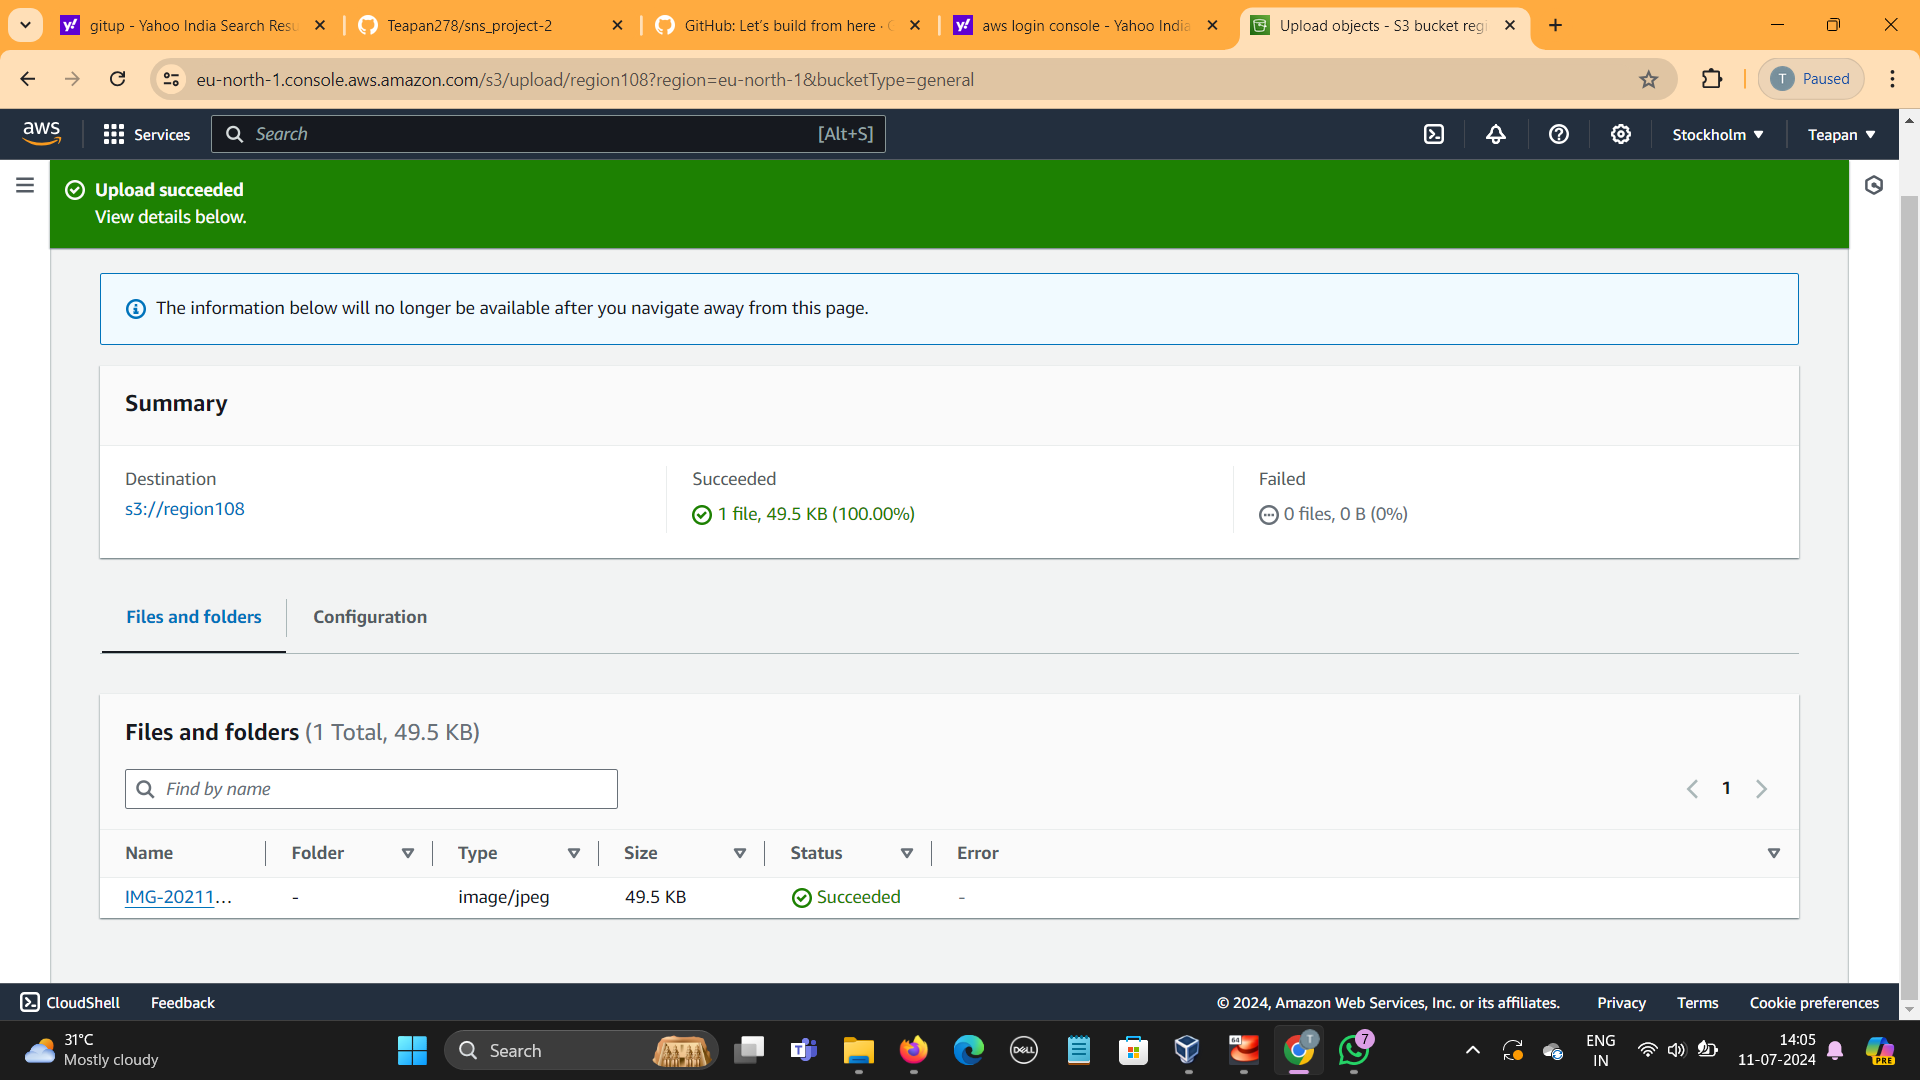 gitup - Yahoo India Search Resu
Teapan278/sns_project-2
GitHub: Let's build from here · G
aws login console - Yahoo India
Upload objects - S3 bucket regi
eu-north-1.console.aws.amazon.com/s3/upload/region108?region=eu-north-1&bucketType=general
T Paused
aws
Services
Search
[Alt+S]
Stockholm
Teapan
Upload succeeded
View details below.
The information below will no longer be available after you navigate away from this page.
Summary
Destination
s3://region108
Succeeded
1 file, 49.5 KB (100.00%)
Failed
0 files, 0 B (0%)
Files and folders
Configuration
Files and folders (1 Total, 49.5 KB)
Find by name
1
Name Folder Type Size Status Error
IMG-20211... - image/jpeg 49.5 KB Succeeded -
CloudShell Feedback
© 2024, Amazon Web Services, Inc. or its affiliates. Privacy Terms Cookie preferences
31°C
Mostly cloudy
Search
DELL
64
T
7
ENG
IN
14:05
11-07-2024
PRE